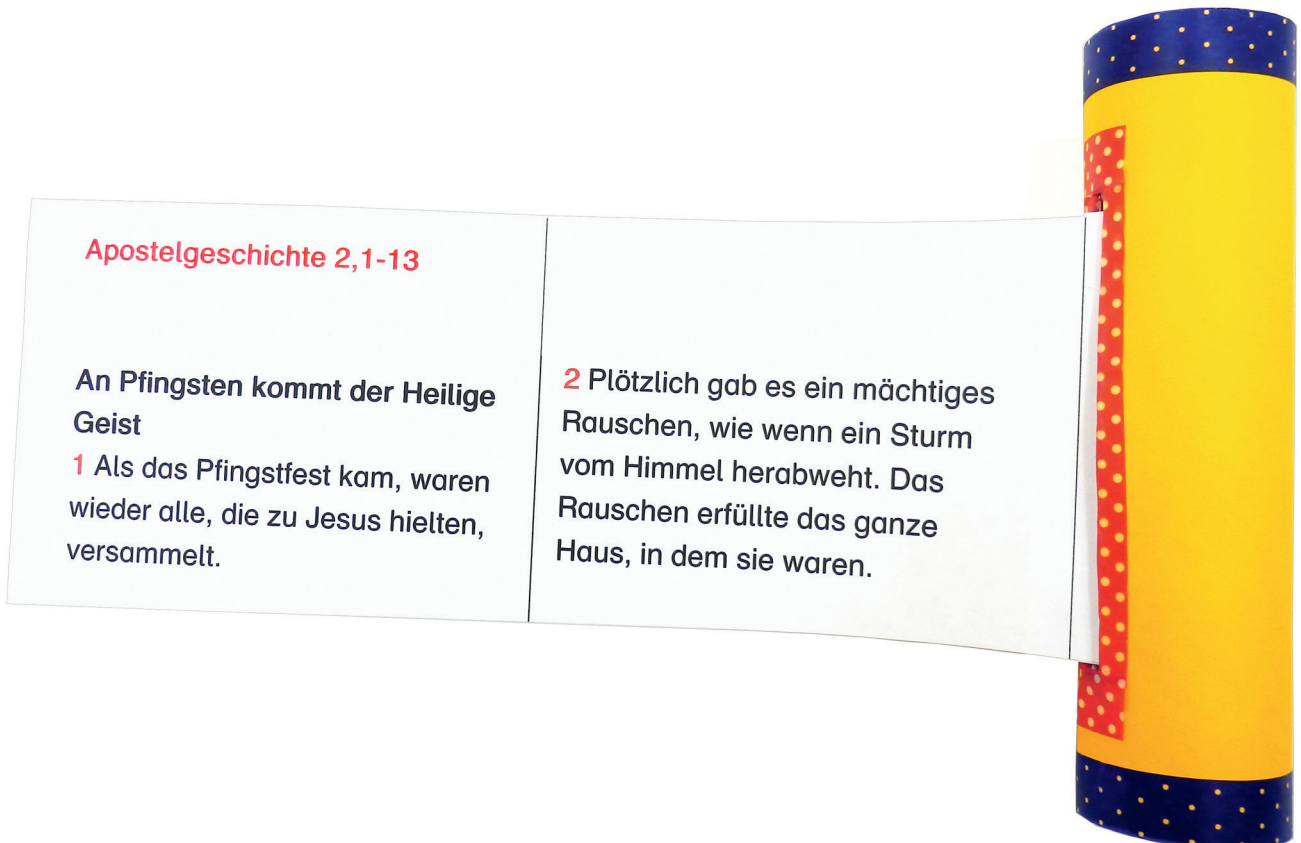 Apostelgeschichte 2,1-13
An Pfingsten kommt der Heilige
Geist
1 Als das Pfingstfest kam, waren
wieder alle, die zu Jesus hielten,
versammelt.
2 Plötzlich gab es ein mächtiges
Rauschen, wie wenn ein Sturm
vom Himmel herabweht. Das
Rauschen erfüllte das ganze
Haus, in dem sie waren.